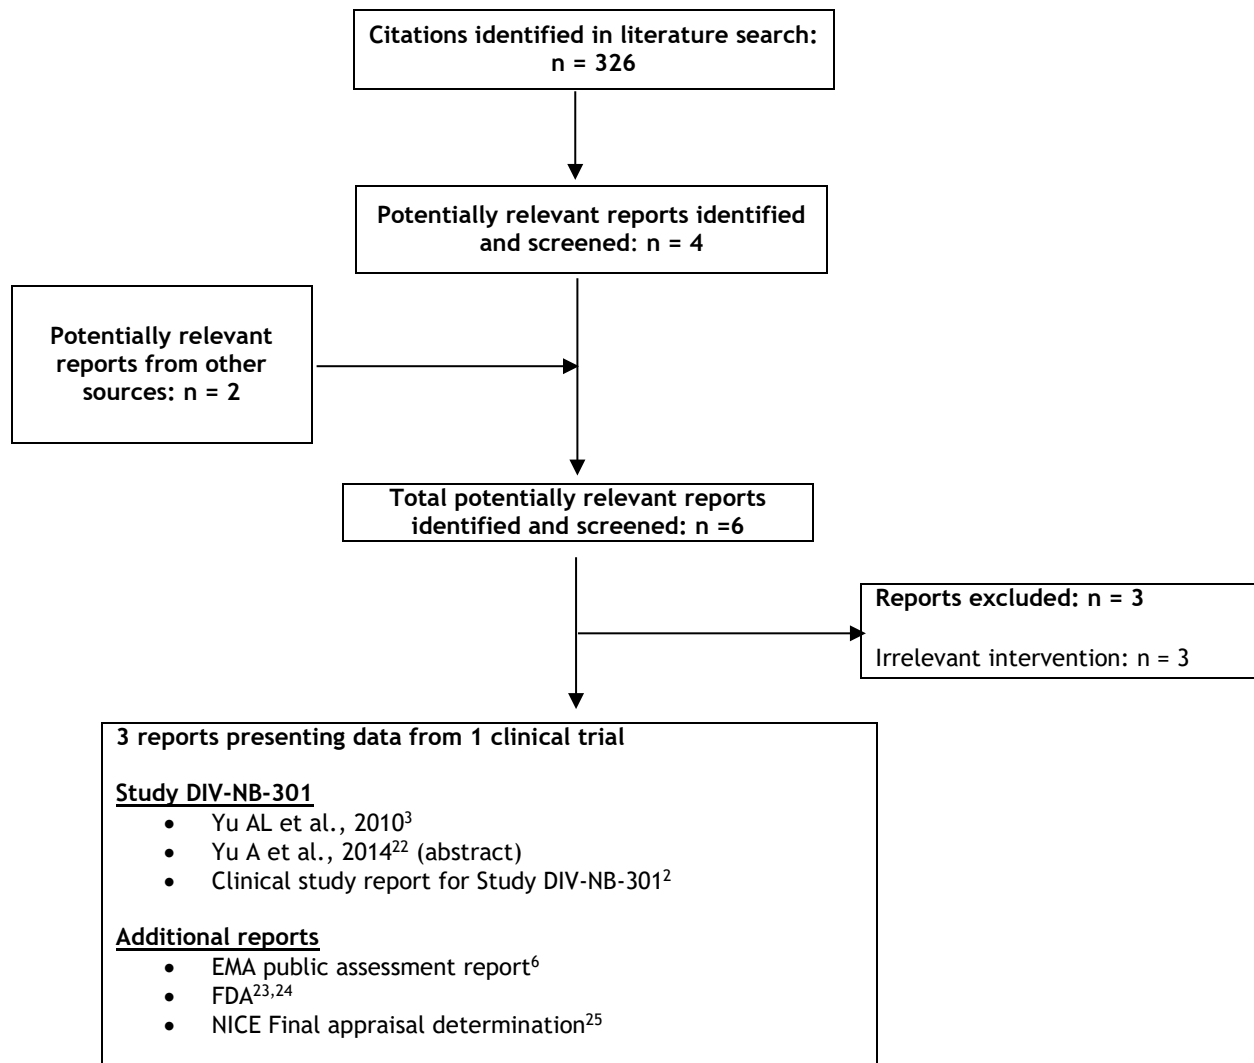 Citations identified in literature search:
n = 326
Potentially relevant reports identified
and screened: n = 4
Potentially relevant
reports from other
sources: n = 2
Total potentially relevant reports
identified and screened: n =6
Reports excluded: n = 3
Irrelevant intervention: n = 3
3 reports presenting data from 1 clinical trial
Study DIV-NB-301
• Yu AL et al., 2010³
• Yu A et al., 2014²² (abstract)
• Clinical study report for Study DIV-NB-301²
Additional reports
• EMA public assessment report⁶
• FDA²³,²⁴
• NICE Final appraisal determination²⁵